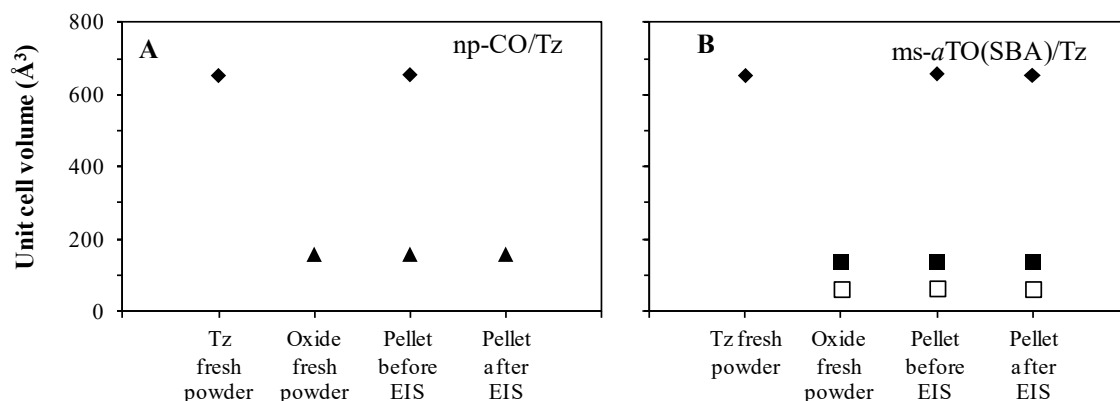 A
np-CO/Tz
B
ms-aTO(SBA)/Tz
Unit cell volume (Å³)
800
600
400
200
0
Tz
fresh
powder
Oxide
fresh
powder
Pellet
before
EIS
Pellet
after
EIS
Tz fresh
powder
Oxide
fresh
powder
Pellet
before
EIS
Pellet
after
EIS